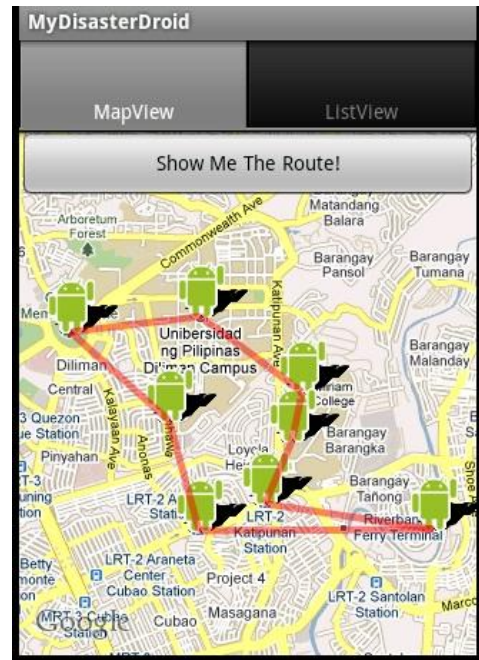 MyDisasterDroid
MapView
ListView
Show Me The Route!
Matandang
Balara
Commonwealth Ave
Arboretum
Forest
Barangay
Pansol
Barangay
Tumana
Katipunan Ave
Unibersidad
ng Pilipinas
Diliman Campus
Diliman
Central
Kalayaan Ave
Anonas
College
Barangay
Malanday
3 Quezon
Station
Pinyahan
Barangay
Barangka
Barangay
Tañong
LRT-2
Katipunan
Station
Ferry Terminal
LRT-2 Araneta
Center
Cubao Station
Project 4
LRT-2 Santolan
Station
Masagana
Cubao
Google